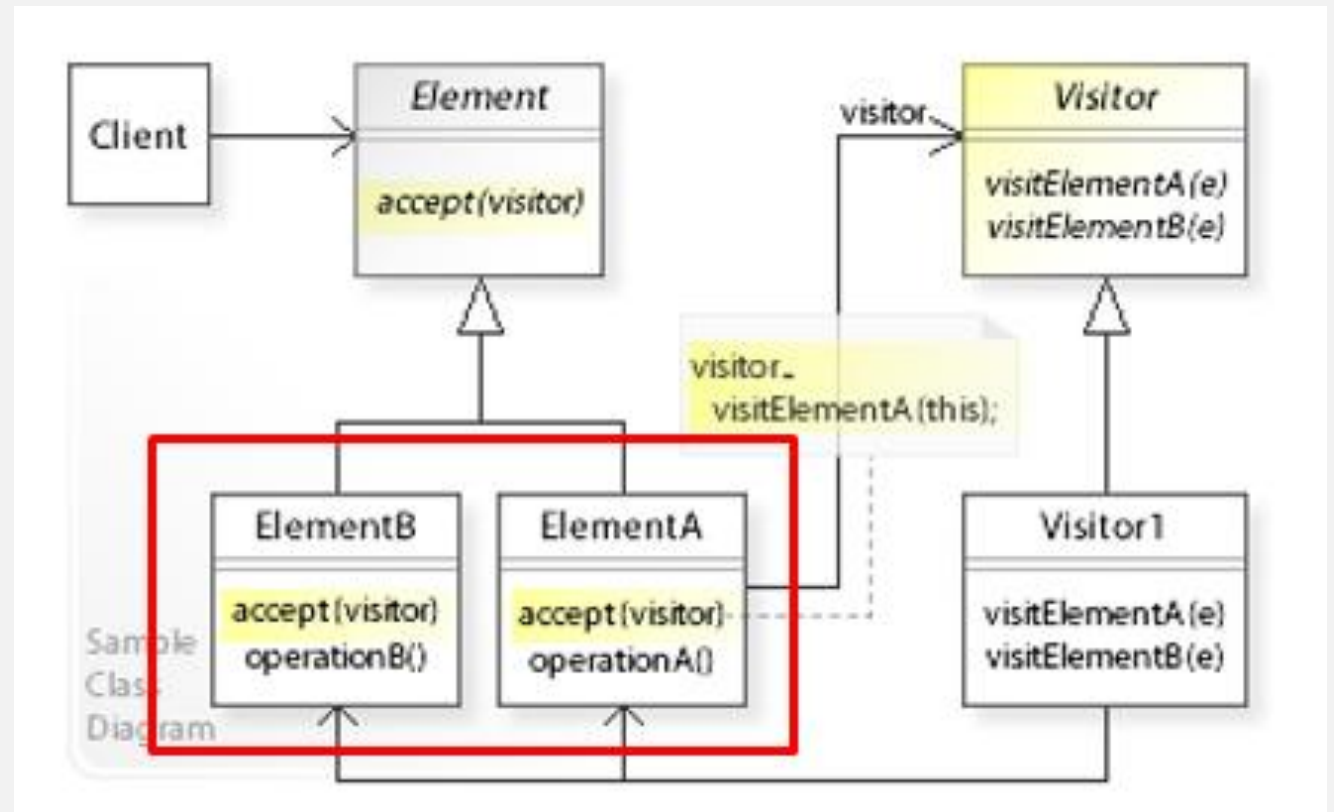 Client
Element
accept(visitor)
visitor
Visitor
visitElementA(e)
visitElementB(e)
visitor.
visitElementA(this);
ElementB
accept(visitor)
operationB()
ElementA
accept(visitor)
operationA()
Visitor1
visitElementA(e)
visitElementB(e)
Sample
Class
Diagram